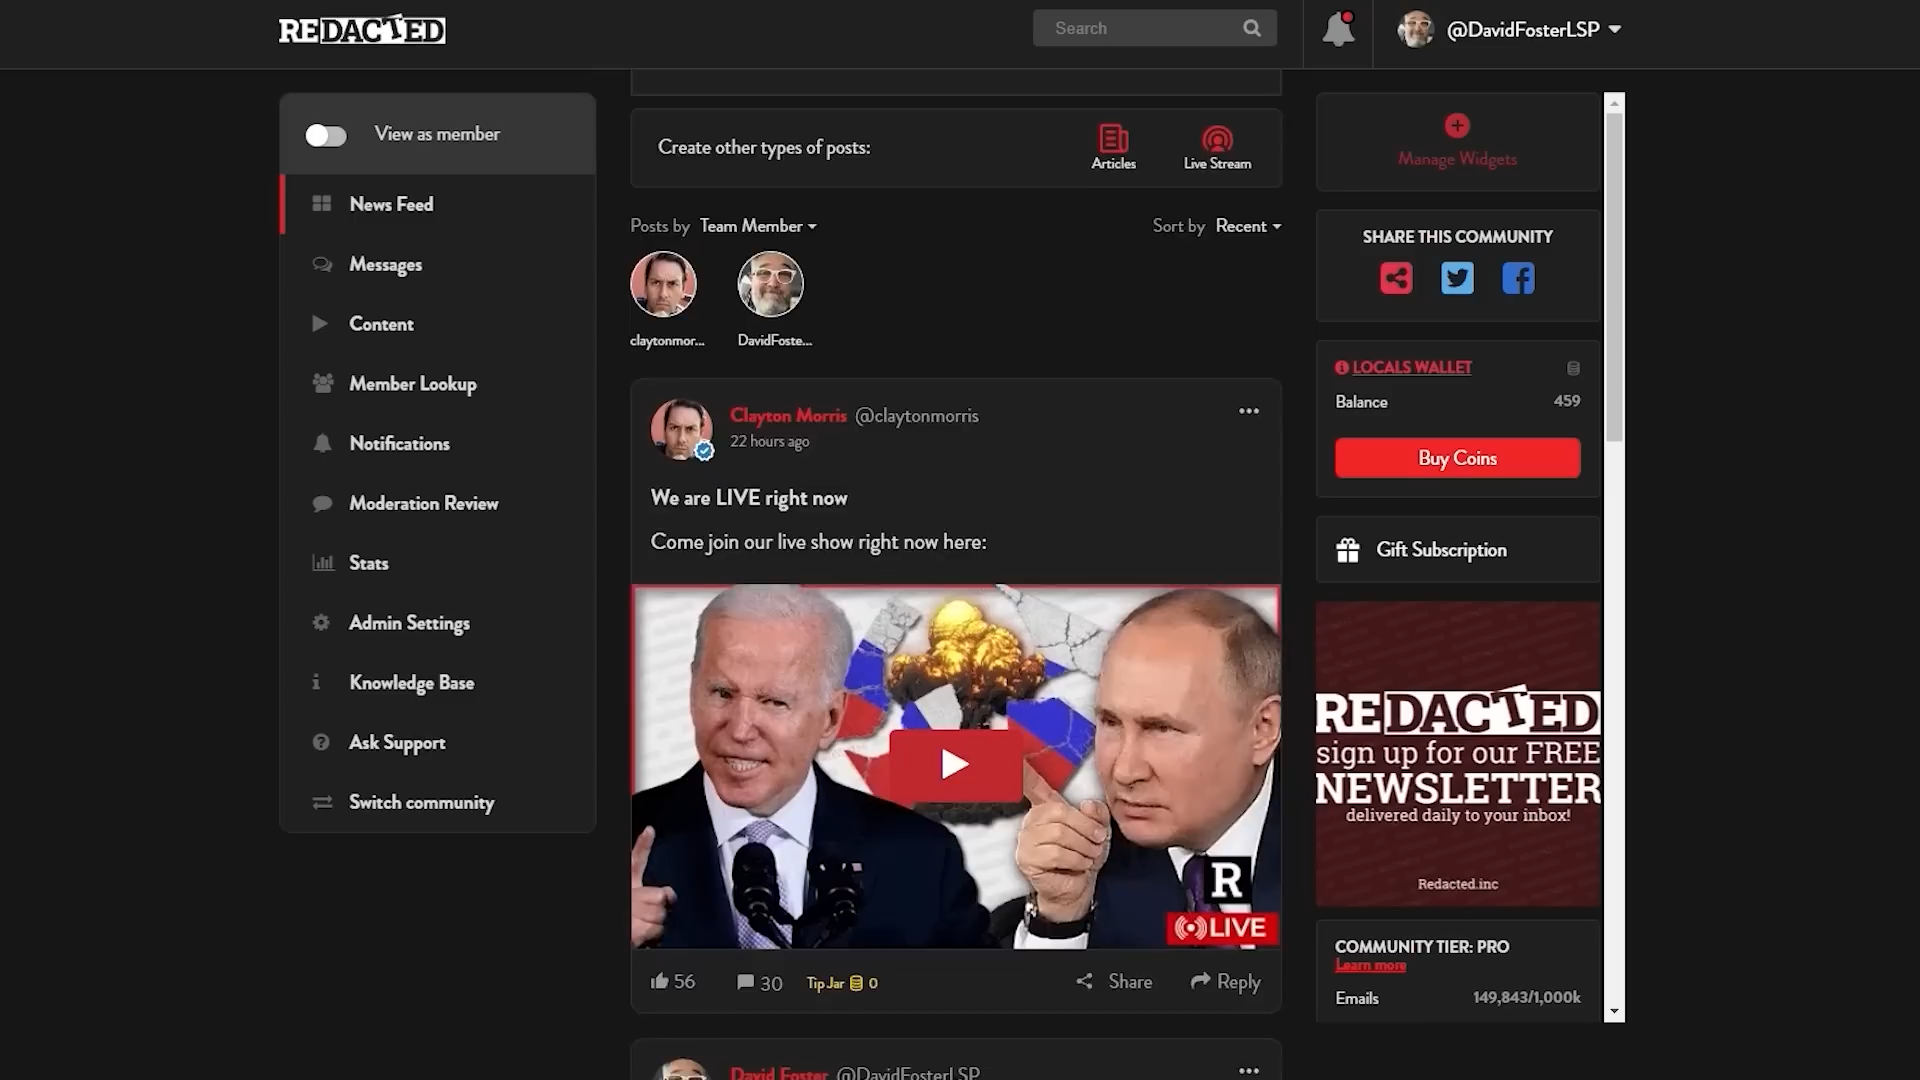 REDACTED
Search
@DavidFosterLSP
View as member
News Feed
Messages
Content
Member Lookup
Notifications
Moderation Review
Stats
Admin Settings
Knowledge Base
Ask Support
Switch community
Create other types of posts:
Articles
Live Stream
Posts by Team Member
Sort by Recent
claytonmor...
DavidFoste...
Clayton Morris @claytonmorris
22 hours ago
We are LIVE right now
Come join our live show right now here:
R
LIVE
56
30
Tip Jar 0
Share
Reply
David Foster @DavidFosterLSP
Manage Widgets
SHARE THIS COMMUNITY
LOCALS WALLET
Balance 459
Buy Coins
Gift Subscription
REDACTED
sign up for our FREE
NEWSLETTER
delivered daily to your inbox!
Redacted.inc
COMMUNITY TIER: PRO
Learn more
Emails 149,843/1,000k